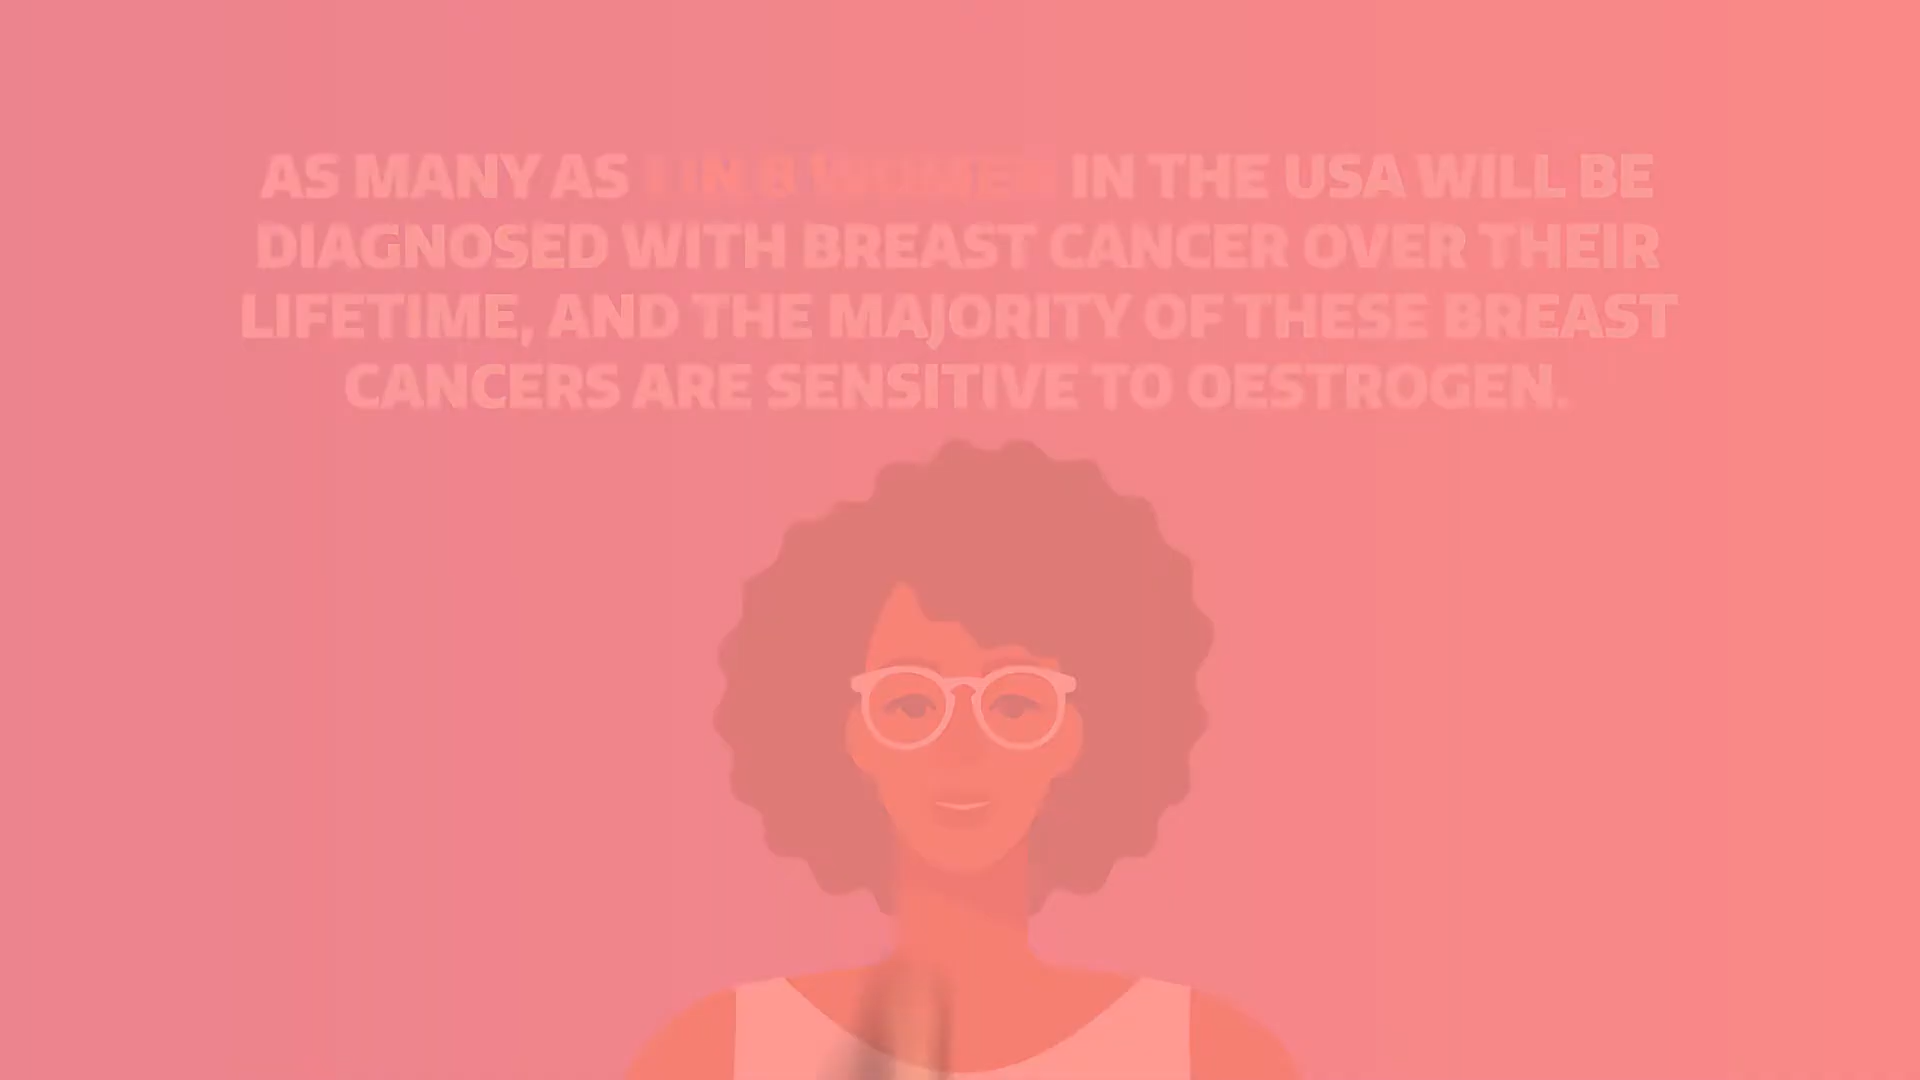 AS MANY AS 1 IN 8 WOMEN IN THE USA WILL BE
DIAGNOSED WITH BREAST CANCER OVER THEIR
LIFETIME, AND THE MAJORITY OF THESE BREAST
CANCERS ARE SENSITIVE TO OESTROGEN.